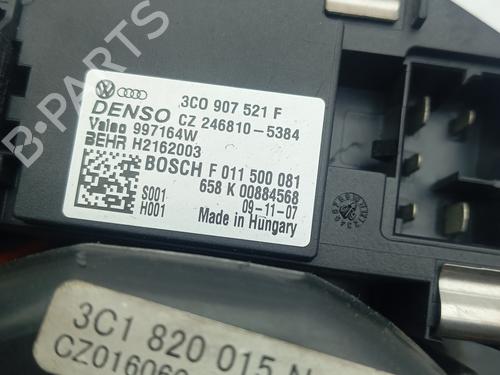 B-PARTS
3C0 907 521 F
DENSO CZ 246810-5384
Valeo 997164W
BEHR H2162003
BOSCH F 011 500 081
658 K 00884568
S001 09-11-07
H001 Made in Hungary
3C1 820 015 N